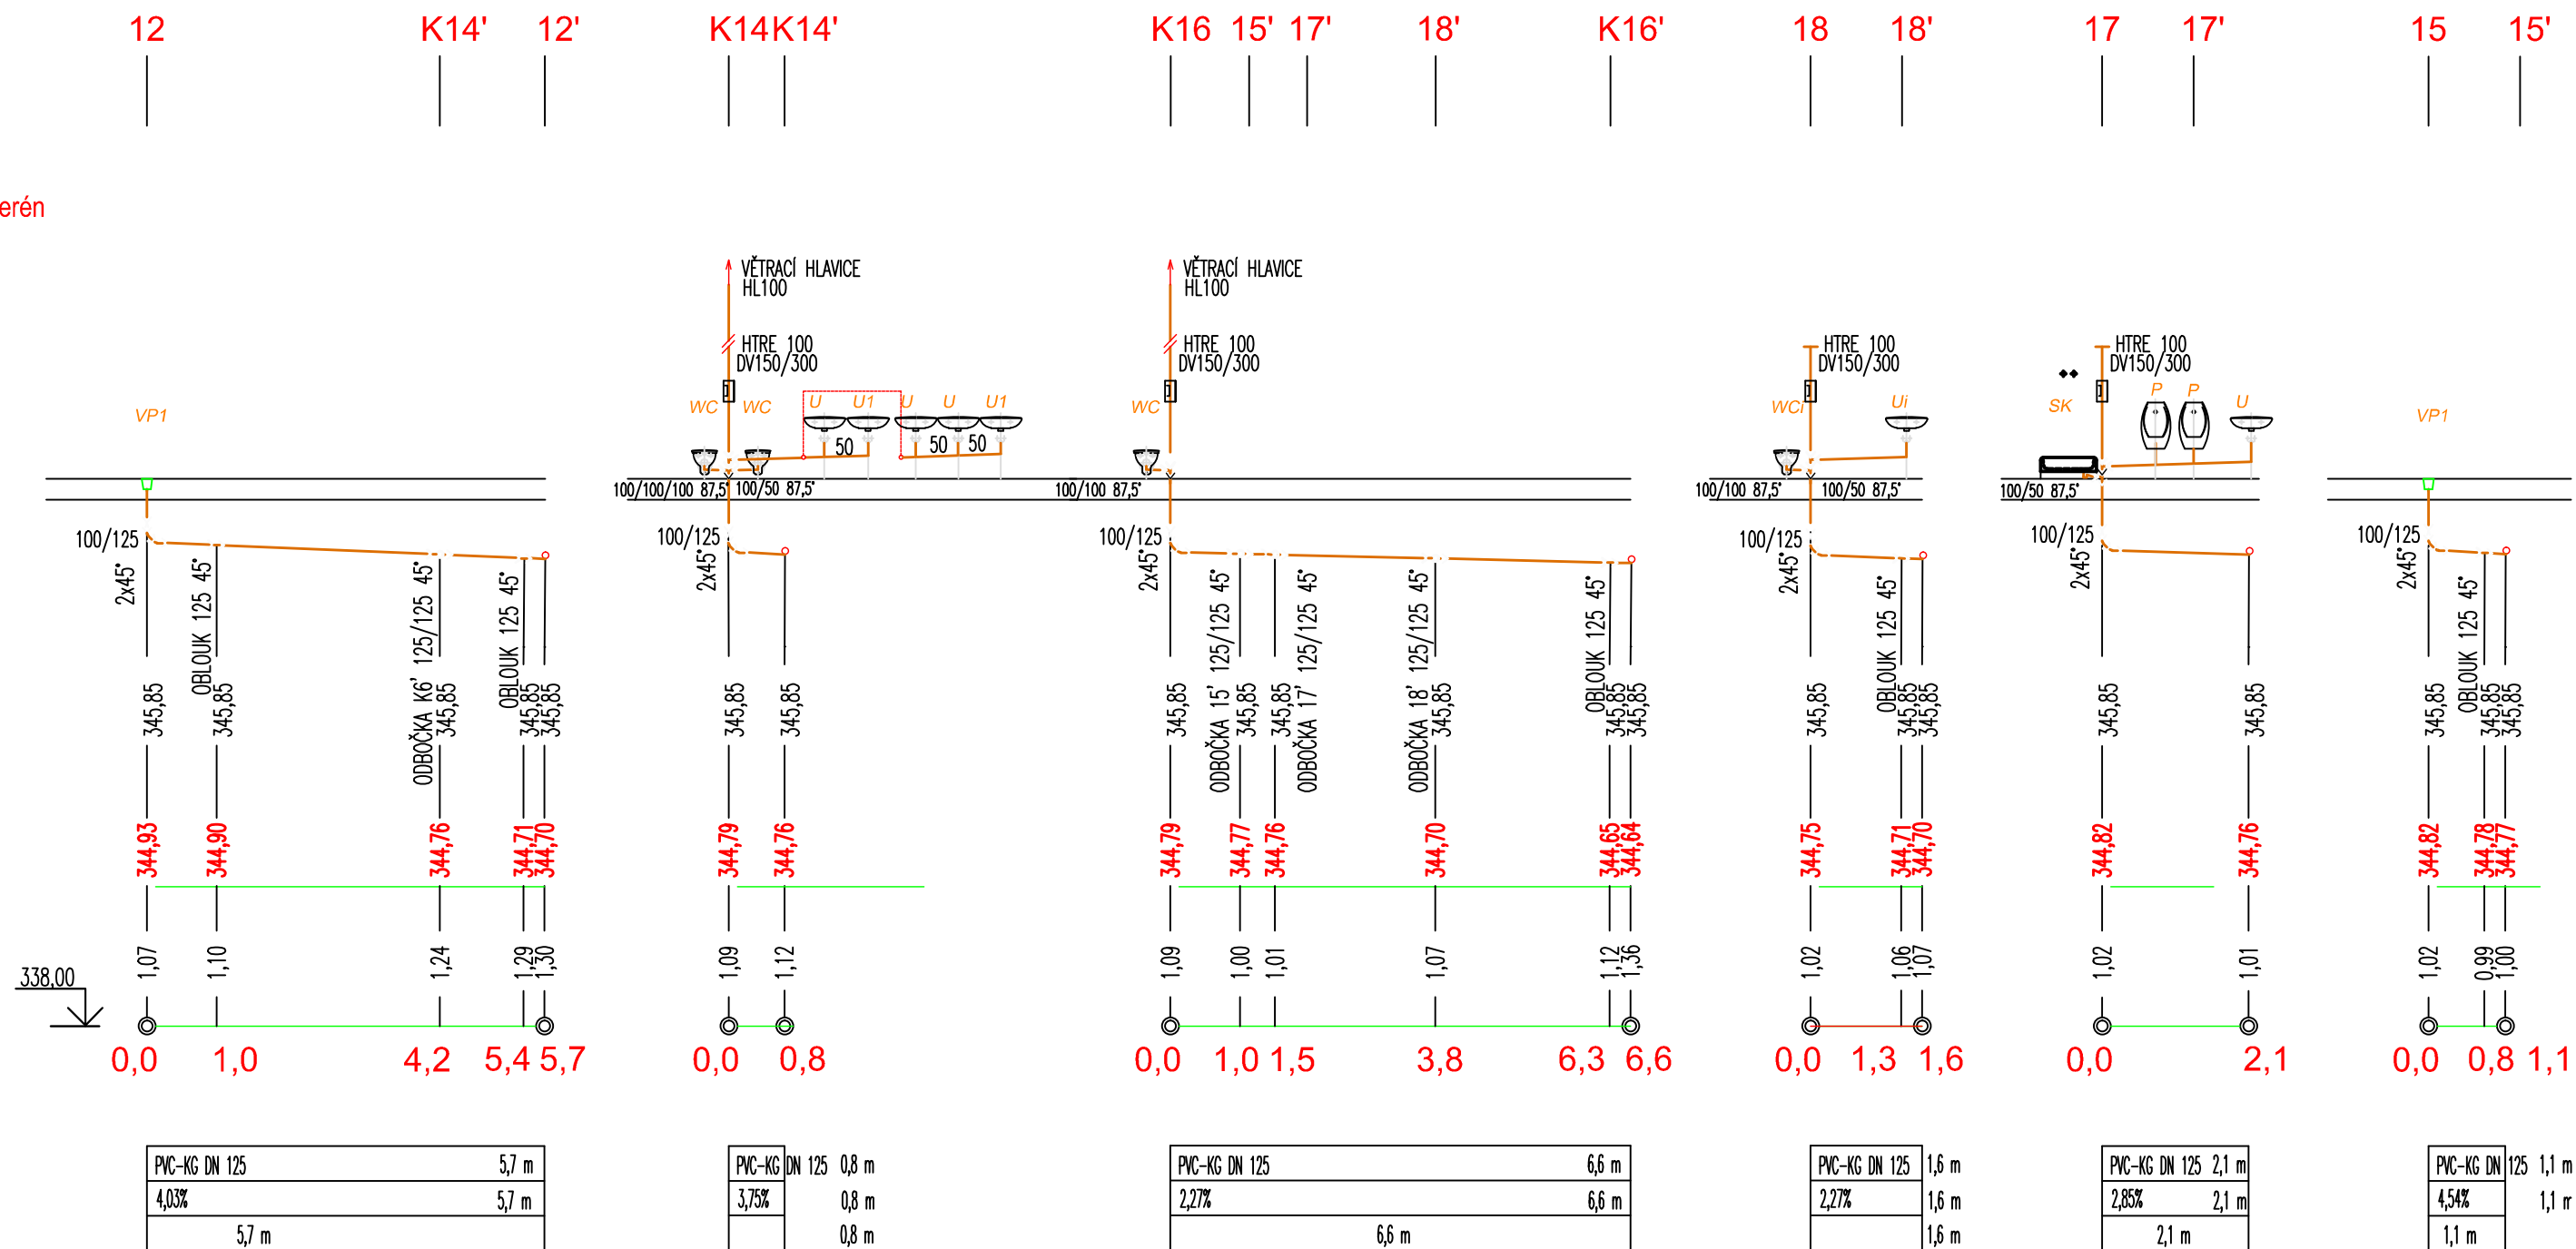 12 K14' 12' K14 K14' K16 15' 17' 18' K16' 18 18' 17 17' 15 15'
erén
VĚTRACÍ HLAVICE
HL100
VĚTRACÍ HLAVICE
HL100
HTRE 100
DV150/300
HTRE 100
DV150/300
HTRE 100
DV150/300
HTRE 100
DV150/300
VP1 WC WC U U1 U U U1 WC WCi Ui SK P P U VP1
50 50 50
100/100/100 87,5° 100/50 87,5° 100/100 87,5° 100/100 87,5° 100/50 87,5° 100/50 87,5°
100/125 100/125 100/125 100/125 100/125 100/125
2x45° 2x45° 2x45° 2x45° 2x45° 2x45°
OBLOUK 125 45°
ODBOČKA K6' 125/125 45°
OBLOUK 125 45°
ODBOČKA 15' 125/125 45°
ODBOČKA 17' 125/125 45°
ODBOČKA 18' 125/125 45°
OBLOUK 125 45°
OBLOUK 125 45°
OBLOUK 125 45°
345,85 345,85 345,85 345,85 345,85 345,85 345,85 345,85 345,85 345,85 345,85 345,85 345,85 345,85 345,85 345,85 345,85 345,85 345,85 345,85 345,85
344,93 344,90 344,76 344,71 344,70 344,79 344,76 344,79 344,77 344,76 344,70 344,65 344,64 344,75 344,71 344,70 344,82 344,76 344,82 344,78 344,77
1,07 1,10 1,24 1,29 1,30 1,09 1,12 1,09 1,00 1,01 1,07 1,12 1,36 1,02 1,06 1,07 1,02 1,01 1,02 0,99 1,00
338,00
0,0 1,0 4,2 5,4 5,7 0,0 0,8 0,0 1,0 1,5 3,8 6,3 6,6 0,0 1,3 1,6 0,0 2,1 0,0 0,8 1,1
PVC-KG DN 125 5,7 m PVC-KG DN 125 0,8 m PVC-KG DN 125 6,6 m PVC-KG DN 125 1,6 m PVC-KG DN 125 2,1 m PVC-KG DN 125 1,1 m
4,03% 5,7 m 3,75% 0,8 m 2,27% 6,6 m 2,27% 1,6 m 2,85% 2,1 m 4,54% 1,1 m
5,7 m 0,8 m 6,6 m 1,6 m 2,1 m 1,1 m